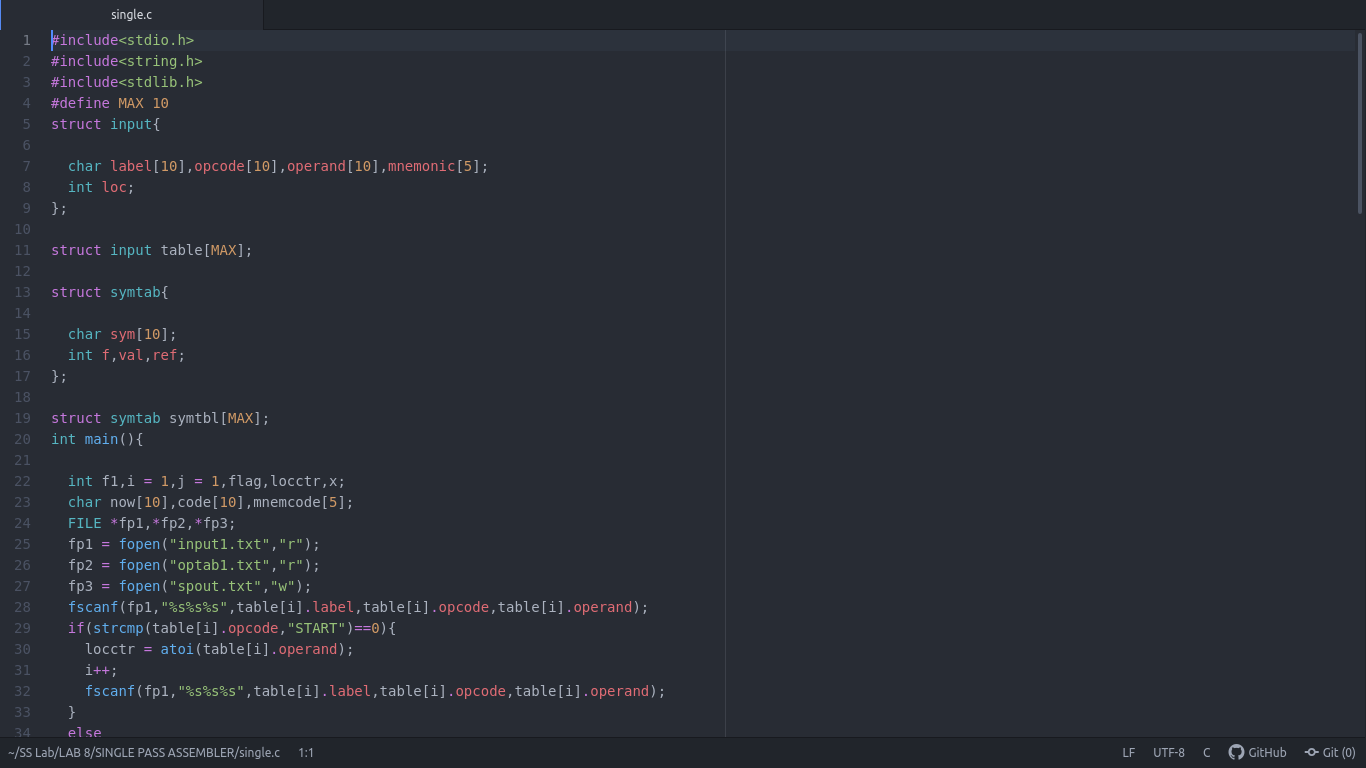 single.c
1 #include<stdio.h>
2 #include<string.h>
3 #include<stdlib.h>
4 #define MAX 10
5 struct input{
6
7   char label[10],opcode[10],operand[10],mnemonic[5];
8   int loc;
9 };
10
11 struct input table[MAX];
12
13 struct symtab{
14
15   char sym[10];
16   int f,val,ref;
17 };
18
19 struct symtab symtbl[MAX];
20 int main(){
21
22   int f1,i = 1,j = 1,flag,locctr,x;
23   char now[10],code[10],mnemcode[5];
24   FILE *fp1,*fp2,*fp3;
25   fp1 = fopen("input1.txt","r");
26   fp2 = fopen("optab1.txt","r");
27   fp3 = fopen("spout.txt","w");
28   fscanf(fp1,"%s%s%s",table[i].label,table[i].opcode,table[i].operand);
29   if(strcmp(table[i].opcode,"START")==0){
30     locctr = atoi(table[i].operand);
31     i++;
32     fscanf(fp1,"%s%s%s",table[i].label,table[i].opcode,table[i].operand);
33   }
34   else
~/SS Lab/LAB 8/SINGLE PASS ASSEMBLER/single.c 1:1 LF UTF-8 C GitHub Git (0)